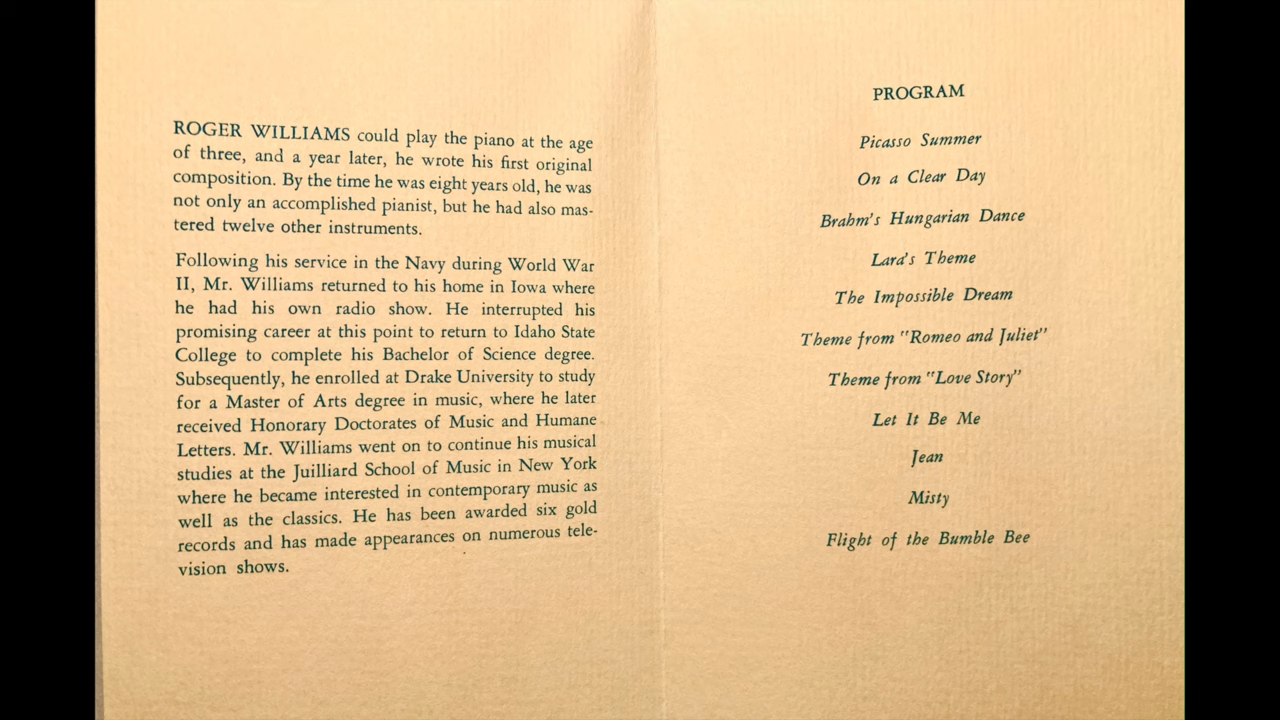 ROGER WILLIAMS could play the piano at the age
of three, and a year later, he wrote his first original
composition. By the time he was eight years old, he was
not only an accomplished pianist, but he had also mas-
tered twelve other instruments.
Following his service in the Navy during World War
II, Mr. Williams returned to his home in Iowa where
he had his own radio show. He interrupted his
promising career at this point to return to Idaho State
College to complete his Bachelor of Science degree.
Subsequently, he enrolled at Drake University to study
for a Master of Arts degree in music, where he later
received Honorary Doctorates of Music and Humane
Letters. Mr. Williams went on to continue his musical
studies at the Juilliard School of Music in New York
where he became interested in contemporary music as
well as the classics. He has been awarded six gold
records and has made appearances on numerous tele-
vision shows.
PROGRAM
Picasso Summer
On a Clear Day
Brahm's Hungarian Dance
Lara's Theme
The Impossible Dream
Theme from "Romeo and Juliet"
Theme from "Love Story"
Let It Be Me
Jean
Misty
Flight of the Bumble Bee